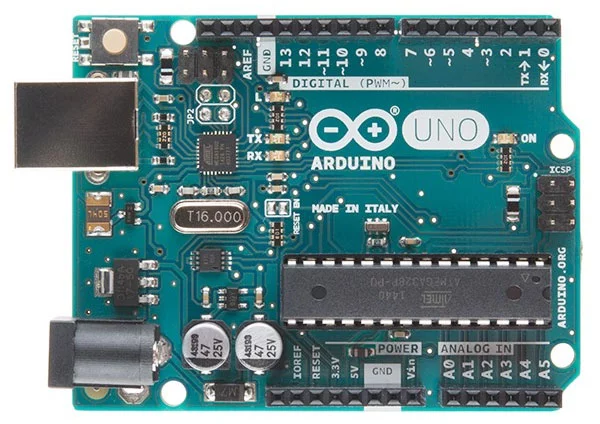 RESET
AREF
GND
13
12
~11
~10
~9
8
7
~6
~5
4
~3
2
TX→1
RX←0
DIGITAL (PWM~)
JP2
L
TX
RX
® UNO
ARDUINO
ON
ICSP
T16.000
RESET EN
MADE IN ITALY
ATMEL
1440
ATMEGA328P-PU
ARDUINO.ORG
47
25V
47
25V
IOREF
RESET
3.3V
5V
GND
Vin
POWER
ANALOG IN
A0
A1
A2
A3
A4
A5